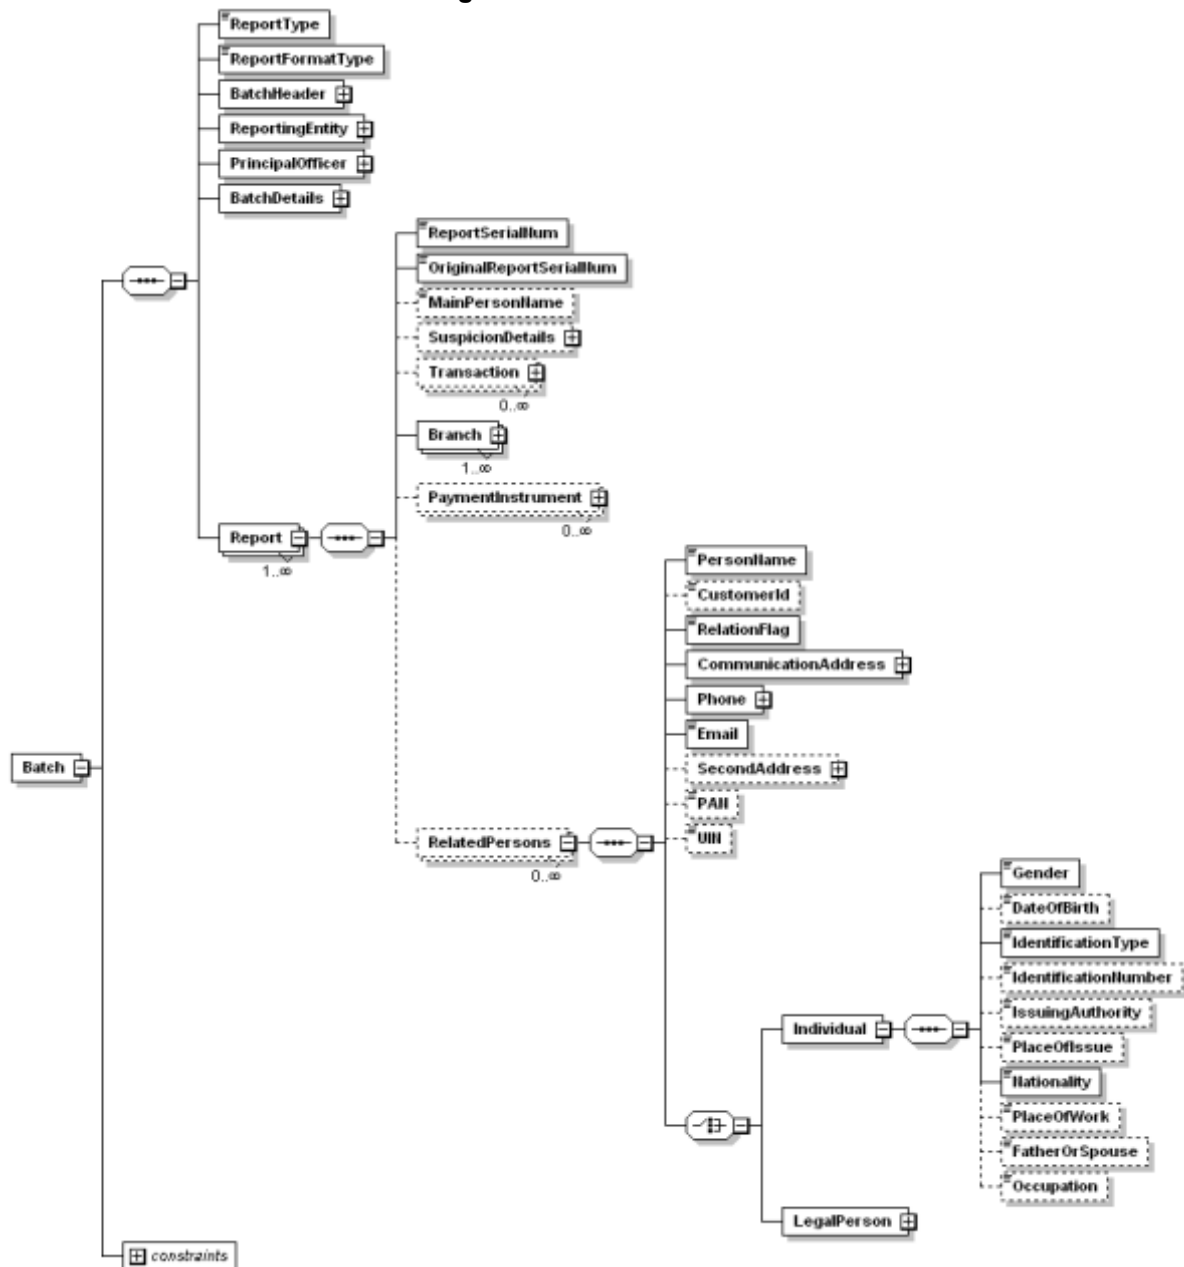 ReportType
ReportFormatType
BatchHeader
ReportingEntity
PrincipalOfficer
BatchDetails
ReportSerialNum
OriginalReportSerialNum
MainPersonName
SuspicionDetails
Transaction
0..∞
Branch
1..∞
PaymentInstrument
0..∞
Report
1..∞
PersonName
CustomerId
RelationFlag
CommunicationAddress
Phone
Email
SecondAddress
PAN
UIN
Batch
RelatedPersons
0..∞
Gender
DateOfBirth
IdentificationType
IdentificationNumber
IssuingAuthority
PlaceOfIssue
Nationality
PlaceOfWork
FatherOrSpouse
Occupation
Individual
LegalPerson
constraints